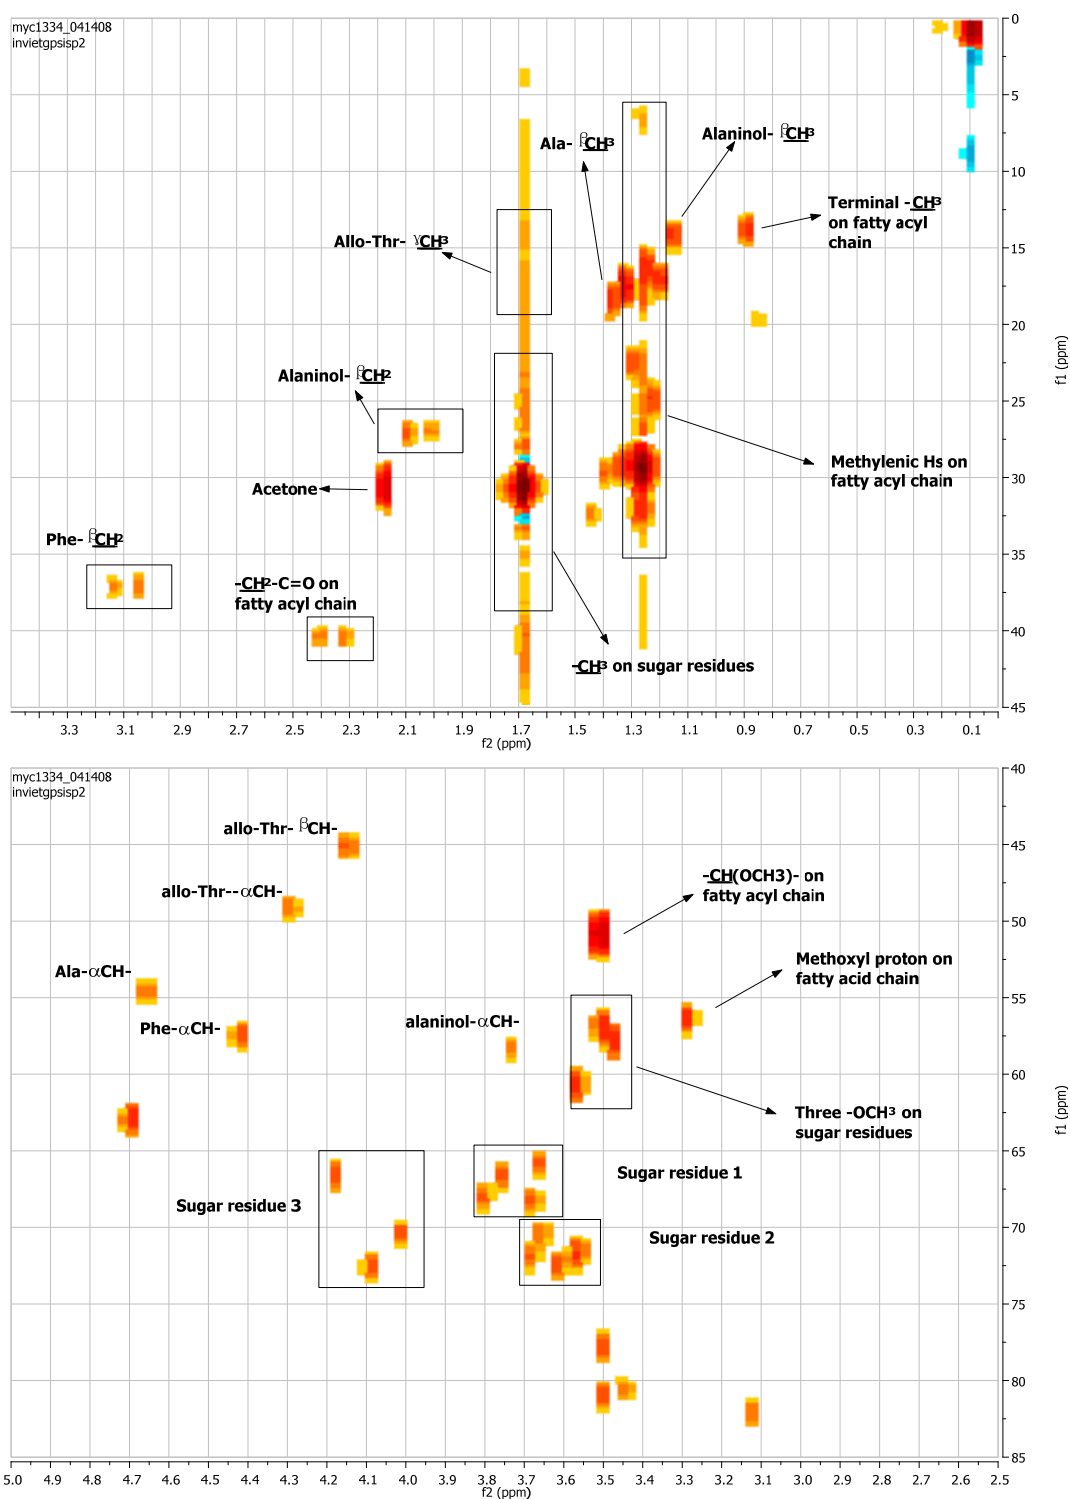 myc1334_041408
invietgpsisp2
0
5
Ala- βCH3
Alaninol- βCH3
10
Terminal -CH3
on fatty acyl
chain
Allo-Thr- γCH3
15
20
f1 (ppm)
Alaninol- βCH2
25
Methylenic Hs on
fatty acyl chain
Acetone
30
Phe- βCH2
35
-CH2-C=O on
fatty acyl chain
40
-CH3 on sugar residues
45
3.3 3.1 2.9 2.7 2.5 2.3 2.1 1.9 1.7 1.5 1.3 1.1 0.9 0.7 0.5 0.3 0.1
f2 (ppm)
myc1334_041408
invietgpsisp2
40
allo-Thr- βCH-
45
-CH(OCH3)- on
fatty acyl chain
allo-Thr--αCH-
50
Methoxyl proton on
fatty acid chain
Ala-αCH-
55
Phe-αCH-
alaninol-αCH-
60
f1 (ppm)
Three -OCH3 on
sugar residues
65
Sugar residue 1
Sugar residue 3
70
Sugar residue 2
75
80
85
5.0 4.9 4.8 4.7 4.6 4.5 4.4 4.3 4.2 4.1 4.0 3.9 3.8 3.7 3.6 3.5 3.4 3.3 3.2 3.1 3.0 2.9 2.8 2.7 2.6 2.5
f2 (ppm)